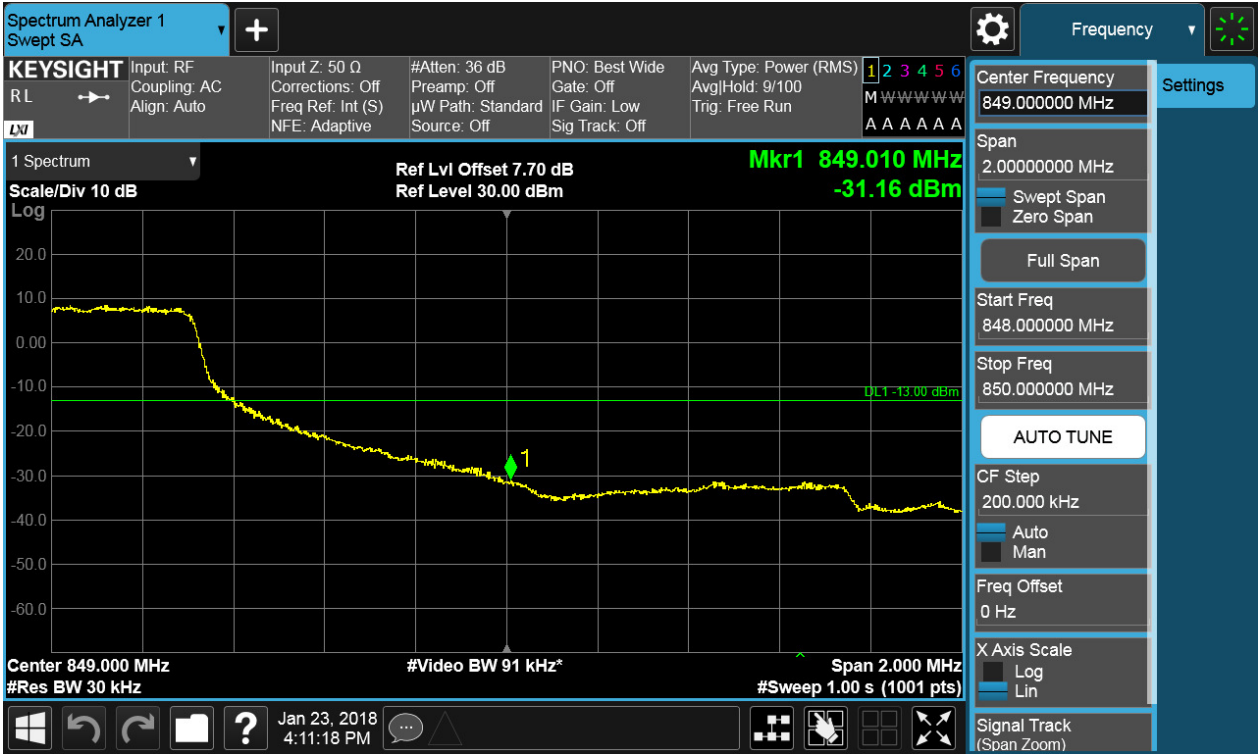 Spectrum Analyzer 1
Swept SA
+
Frequency
KEYSIGHT
RL
LXI
Input: RF
Coupling: AC
Align: Auto
Input Z: 50 Ω
Corrections: Off
Freq Ref: Int (S)
NFE: Adaptive
#Atten: 36 dB
Preamp: Off
µW Path: Standard
Source: Off
PNO: Best Wide
Gate: Off
IF Gain: Low
Sig Track: Off
Avg Type: Power (RMS)
Avg|Hold: 9/100
Trig: Free Run
1 2 3 4 5 6
M W W W W W
A A A A A A
1 Spectrum
Ref Lvl Offset 7.70 dB
Mkr1 849.010 MHz
Scale/Div 10 dB
Ref Level 30.00 dBm
-31.16 dBm
Log
20.0
10.0
0.00
-10.0
DL1 -13.00 dBm
-20.0
1
-30.0
-40.0
-50.0
-60.0
Center 849.000 MHz
#Video BW 91 kHz*
Span 2.000 MHz
#Res BW 30 kHz
#Sweep 1.00 s (1001 pts)
?
Jan 23, 2018
4:11:18 PM
Center Frequency
849.000000 MHz
Settings
Span
2.00000000 MHz
Swept Span
Zero Span
Full Span
Start Freq
848.000000 MHz
Stop Freq
850.000000 MHz
AUTO TUNE
CF Step
200.000 kHz
Auto
Man
Freq Offset
0 Hz
X Axis Scale
Log
Lin
Signal Track
(Span Zoom)